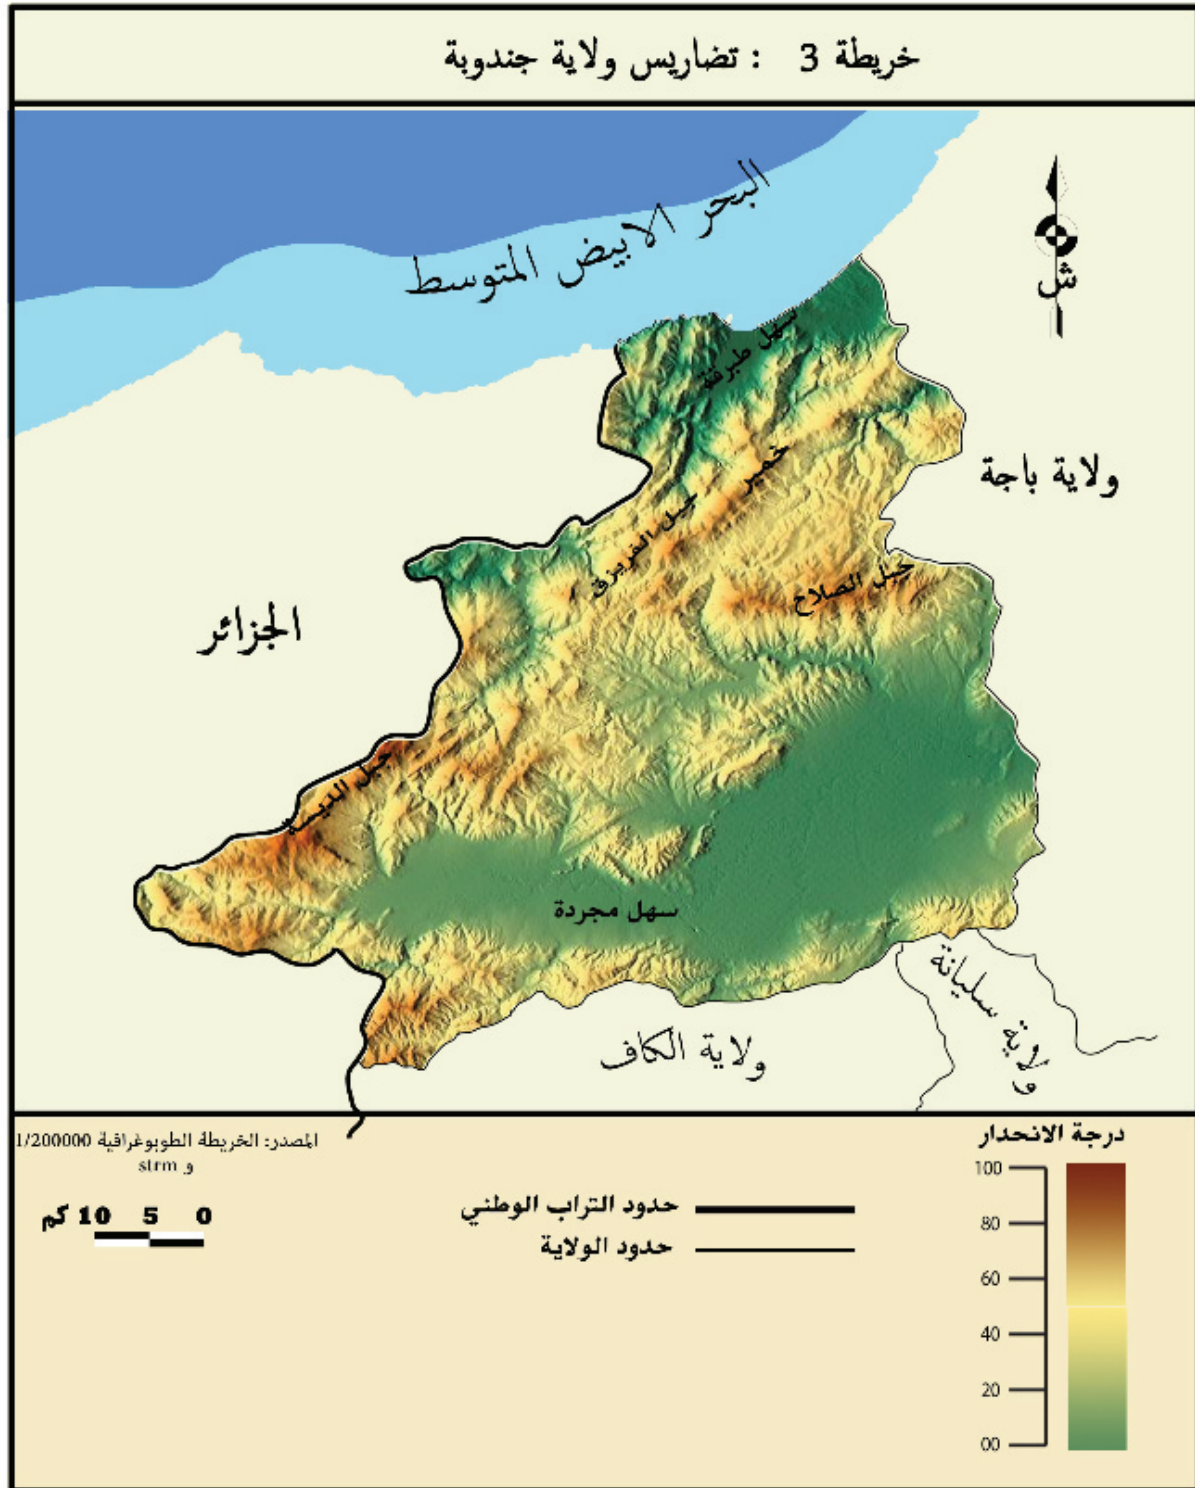 خريطة 3 : تضاريس ولاية جندوبة
البحر الابيض المتوسط
ش
سهل طبرقة
ولاية باجة
خمير
جبل الفريزق
جبل الصلاح
الجزائر
جبل الديسة
سهل مجردة
ولاية سليانة
ولاية الكاف
المصدر: الخريطة الطوبوغرافية 1/200000
و strm
0 5 10 كم
حدود التراب الوطني
حدود الولاية
درجة الانحدار
100
80
60
40
20
00